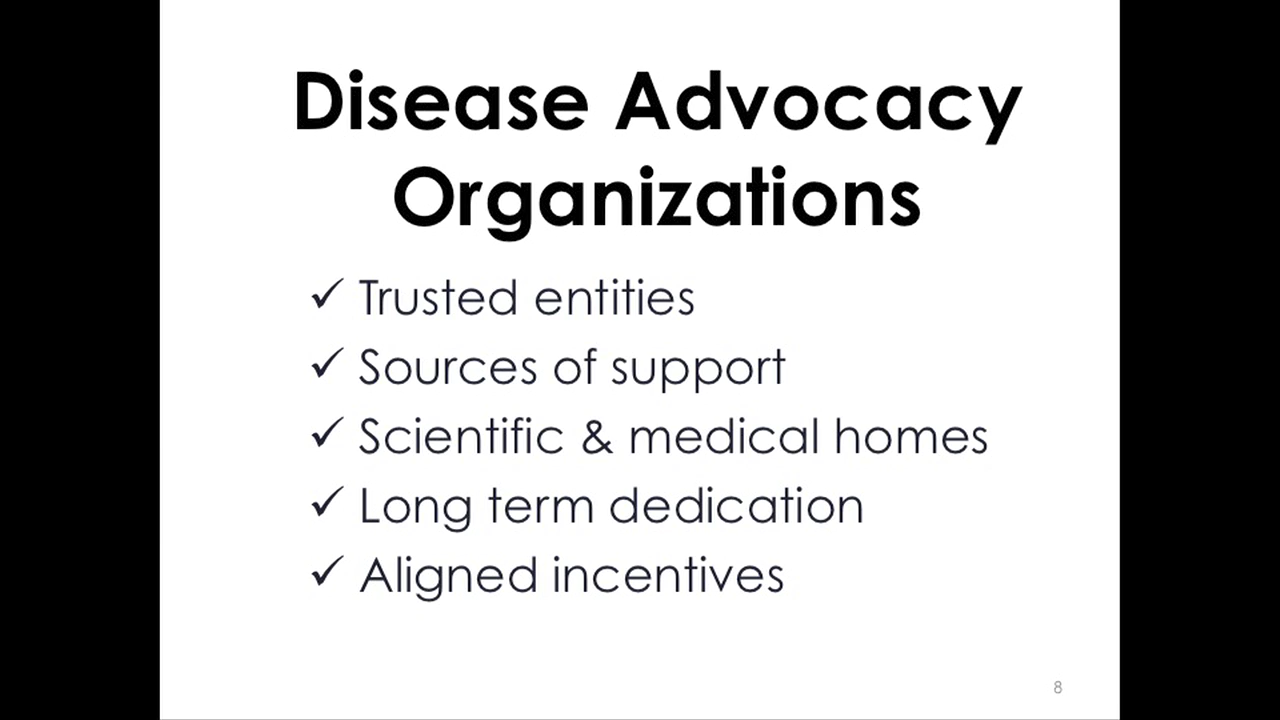 Disease Advocacy
Organizations
✓ Trusted entities
✓ Sources of support
✓ Scientific & medical homes
✓ Long term dedication
✓ Aligned incentives
8